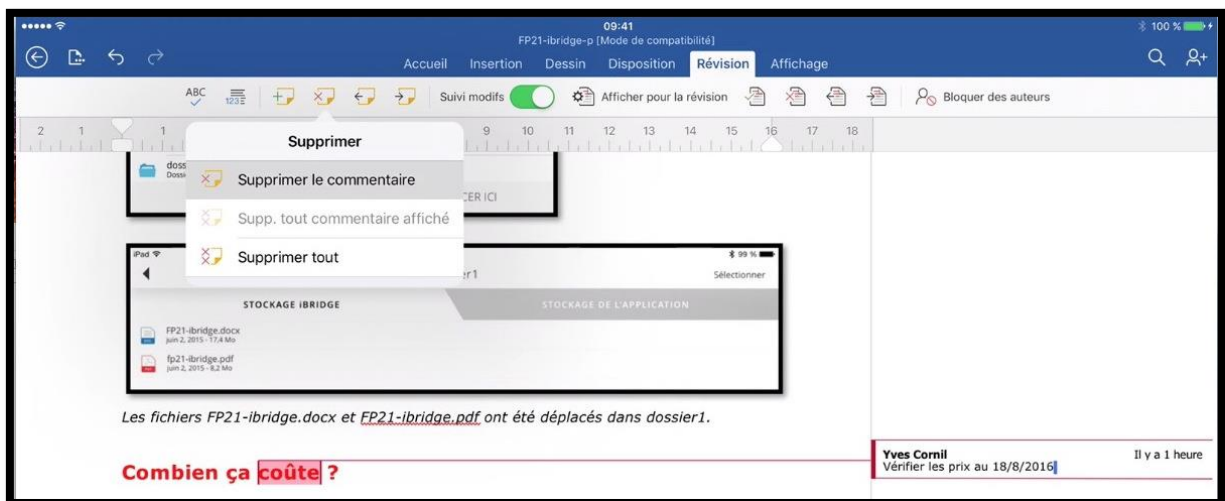 09:41
100 %
FP21-ibridge-p [Mode de compatibilité]
Accueil Insertion Dessin Disposition Révision Affichage
ABC 123 Suivi modifs Afficher pour la révision Bloquer des auteurs
2 1 1 9 10 11 12 13 14 15 16 17 18
Supprimer
Supprimer le commentaire
Supp. tout commentaire affiché
Supprimer tout
doss
Doss
CER ICI
iPad 99 %
er1 Sélectionner
STOCKAGE iBRIDGE STOCKAGE DE L'APPLICATION
FP21-ibridge.docx
juin 2, 2015 - 17,4 Mo
fp21-ibridge.pdf
juin 2, 2015 - 8,2 Mo
Les fichiers FP21-ibridge.docx et FP21-ibridge.pdf ont été déplacés dans dossier1.
Combien ça coûte ?
Yves Cornil Il y a 1 heure
Vérifier les prix au 18/8/2016